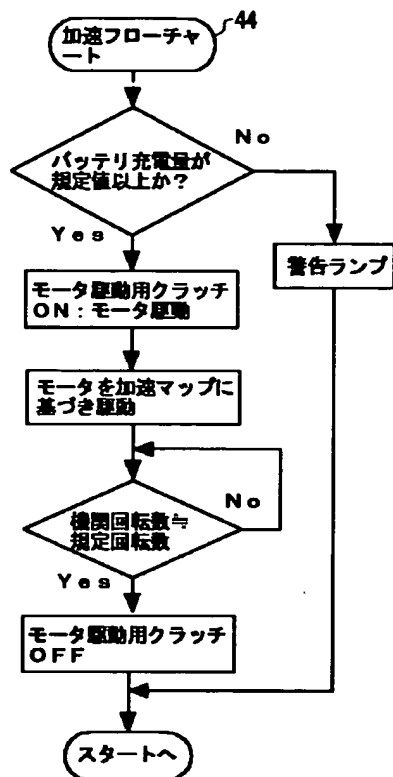 加速フローチャ
ート
44
バッテリ充電量が
規定値以上か？
No
Yes
警告ランプ
モータ駆動用クラッチ
ON：モータ駆動
モータを加速マップに
基づき駆動
機関回転数≒
規定回転数
No
Yes
モータ駆動用クラッチ
OFF
スタートへ